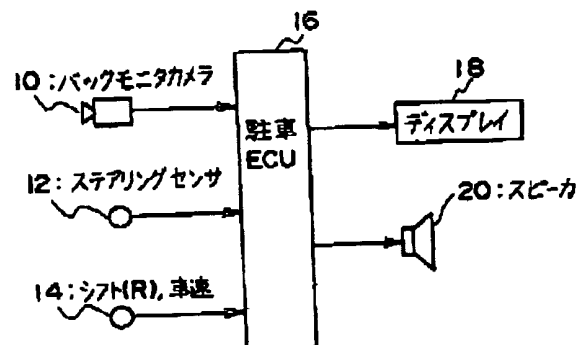 16
10:バックモニタカメラ
18
ディスプレイ
駐車
ECU
12:ステアリングセンサ
20:スピーカ
14:シフト(R),車速